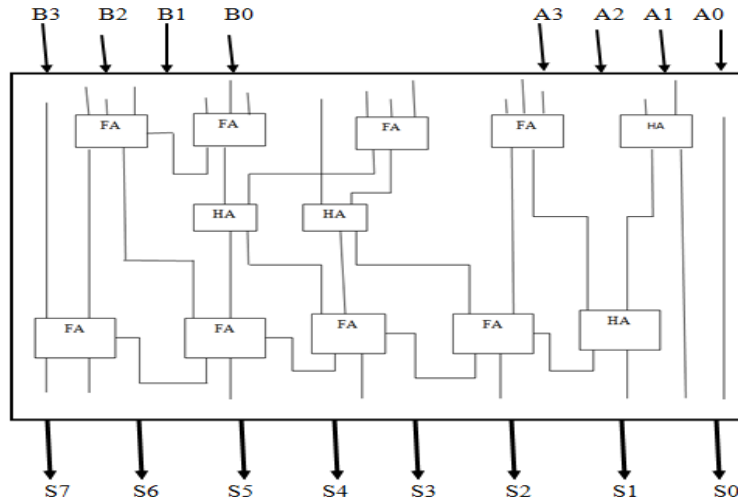 B3 B2 B1 B0 A3 A2 A1 A0
FA FA FA FA HA
HA HA
FA FA FA FA HA
S7 S6 S5 S4 S3 S2 S1 S0